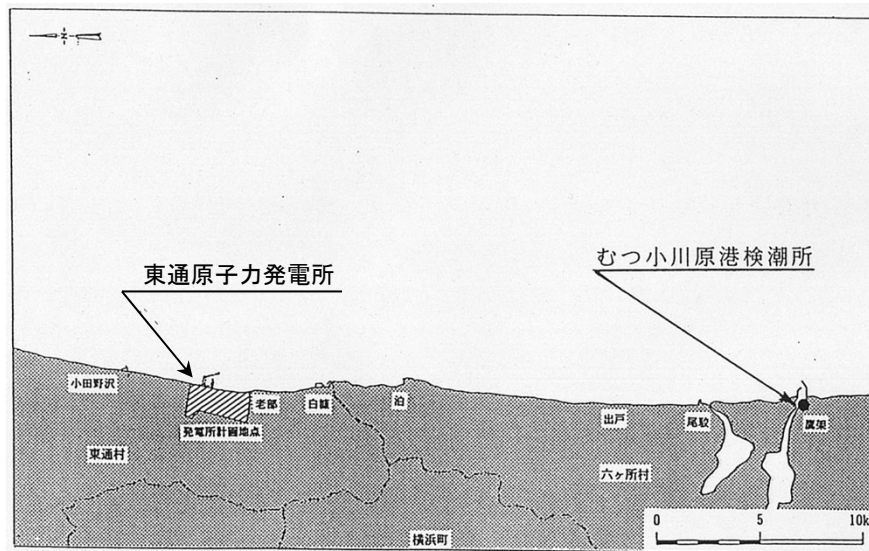 N
むつ小川原港検潮所
東通原子力発電所
小田野沢
老部
白糠
泊
出戸
尾駮
鷹架
発電所計画地点
東通村
六ヶ所村
横浜町
0 5 10k